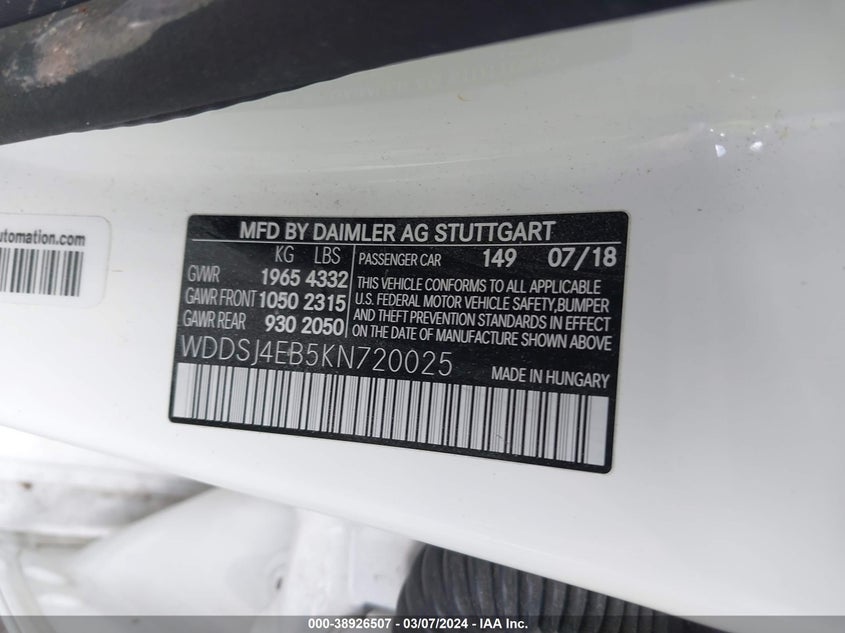 utomation.com
MFD BY DAIMLER AG STUTTGART
KG LBS
GVWR 1965 4332
GAWR FRONT 1050 2315
GAWR REAR 930 2050
PASSENGER CAR 149 07/18
THIS VEHICLE CONFORMS TO ALL APPLICABLE
U.S. FEDERAL MOTOR VEHICLE SAFETY,BUMPER
AND THEFT PREVENTION STANDARDS IN EFFECT
ON THE DATE OF MANUFACTURE SHOWN ABOVE
WDDSJ4EB5KN720025
MADE IN HUNGARY
000-38926507 - 03/07/2024 - 149 - IAA, Inc.